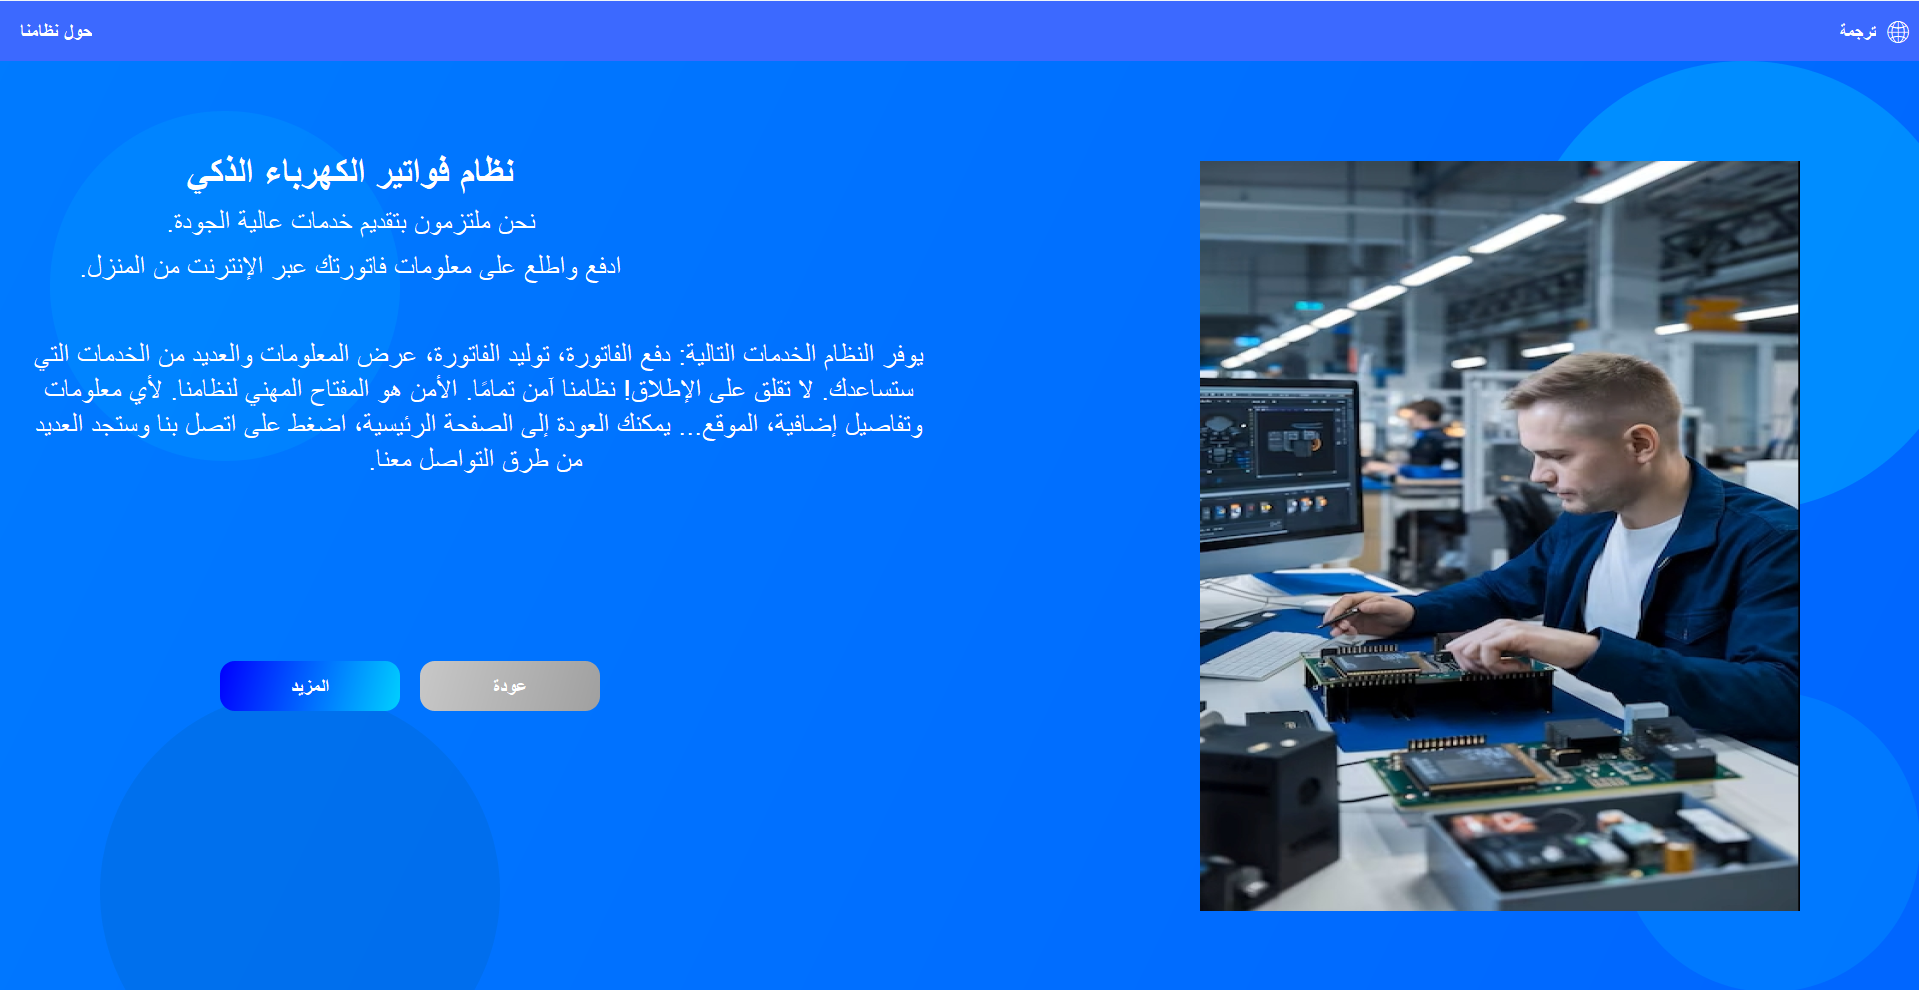 ترجمة
حول نظامنا
نظام فواتير الكهرباء الذكي
نحن ملتزمون بتقديم خدمات عالية الجودة.
ادفع واطلع على معلومات فاتورتك عبر الإنترنت من المنزل.
يوفر النظام الخدمات التالية: دفع الفاتورة، توليد الفاتورة، عرض المعلومات والعديد من الخدمات التي
ستساعدك. لا تقلق على الإطلاق! نظامنا آمن تمامًا. الأمن هو المفتاح المهني لنظامنا. لأي معلومات
وتفاصيل إضافية، الموقع... يمكنك العودة إلى الصفحة الرئيسية، اضغط على اتصل بنا وستجد العديد
من طرق التواصل معنا.
عودة
المزيد